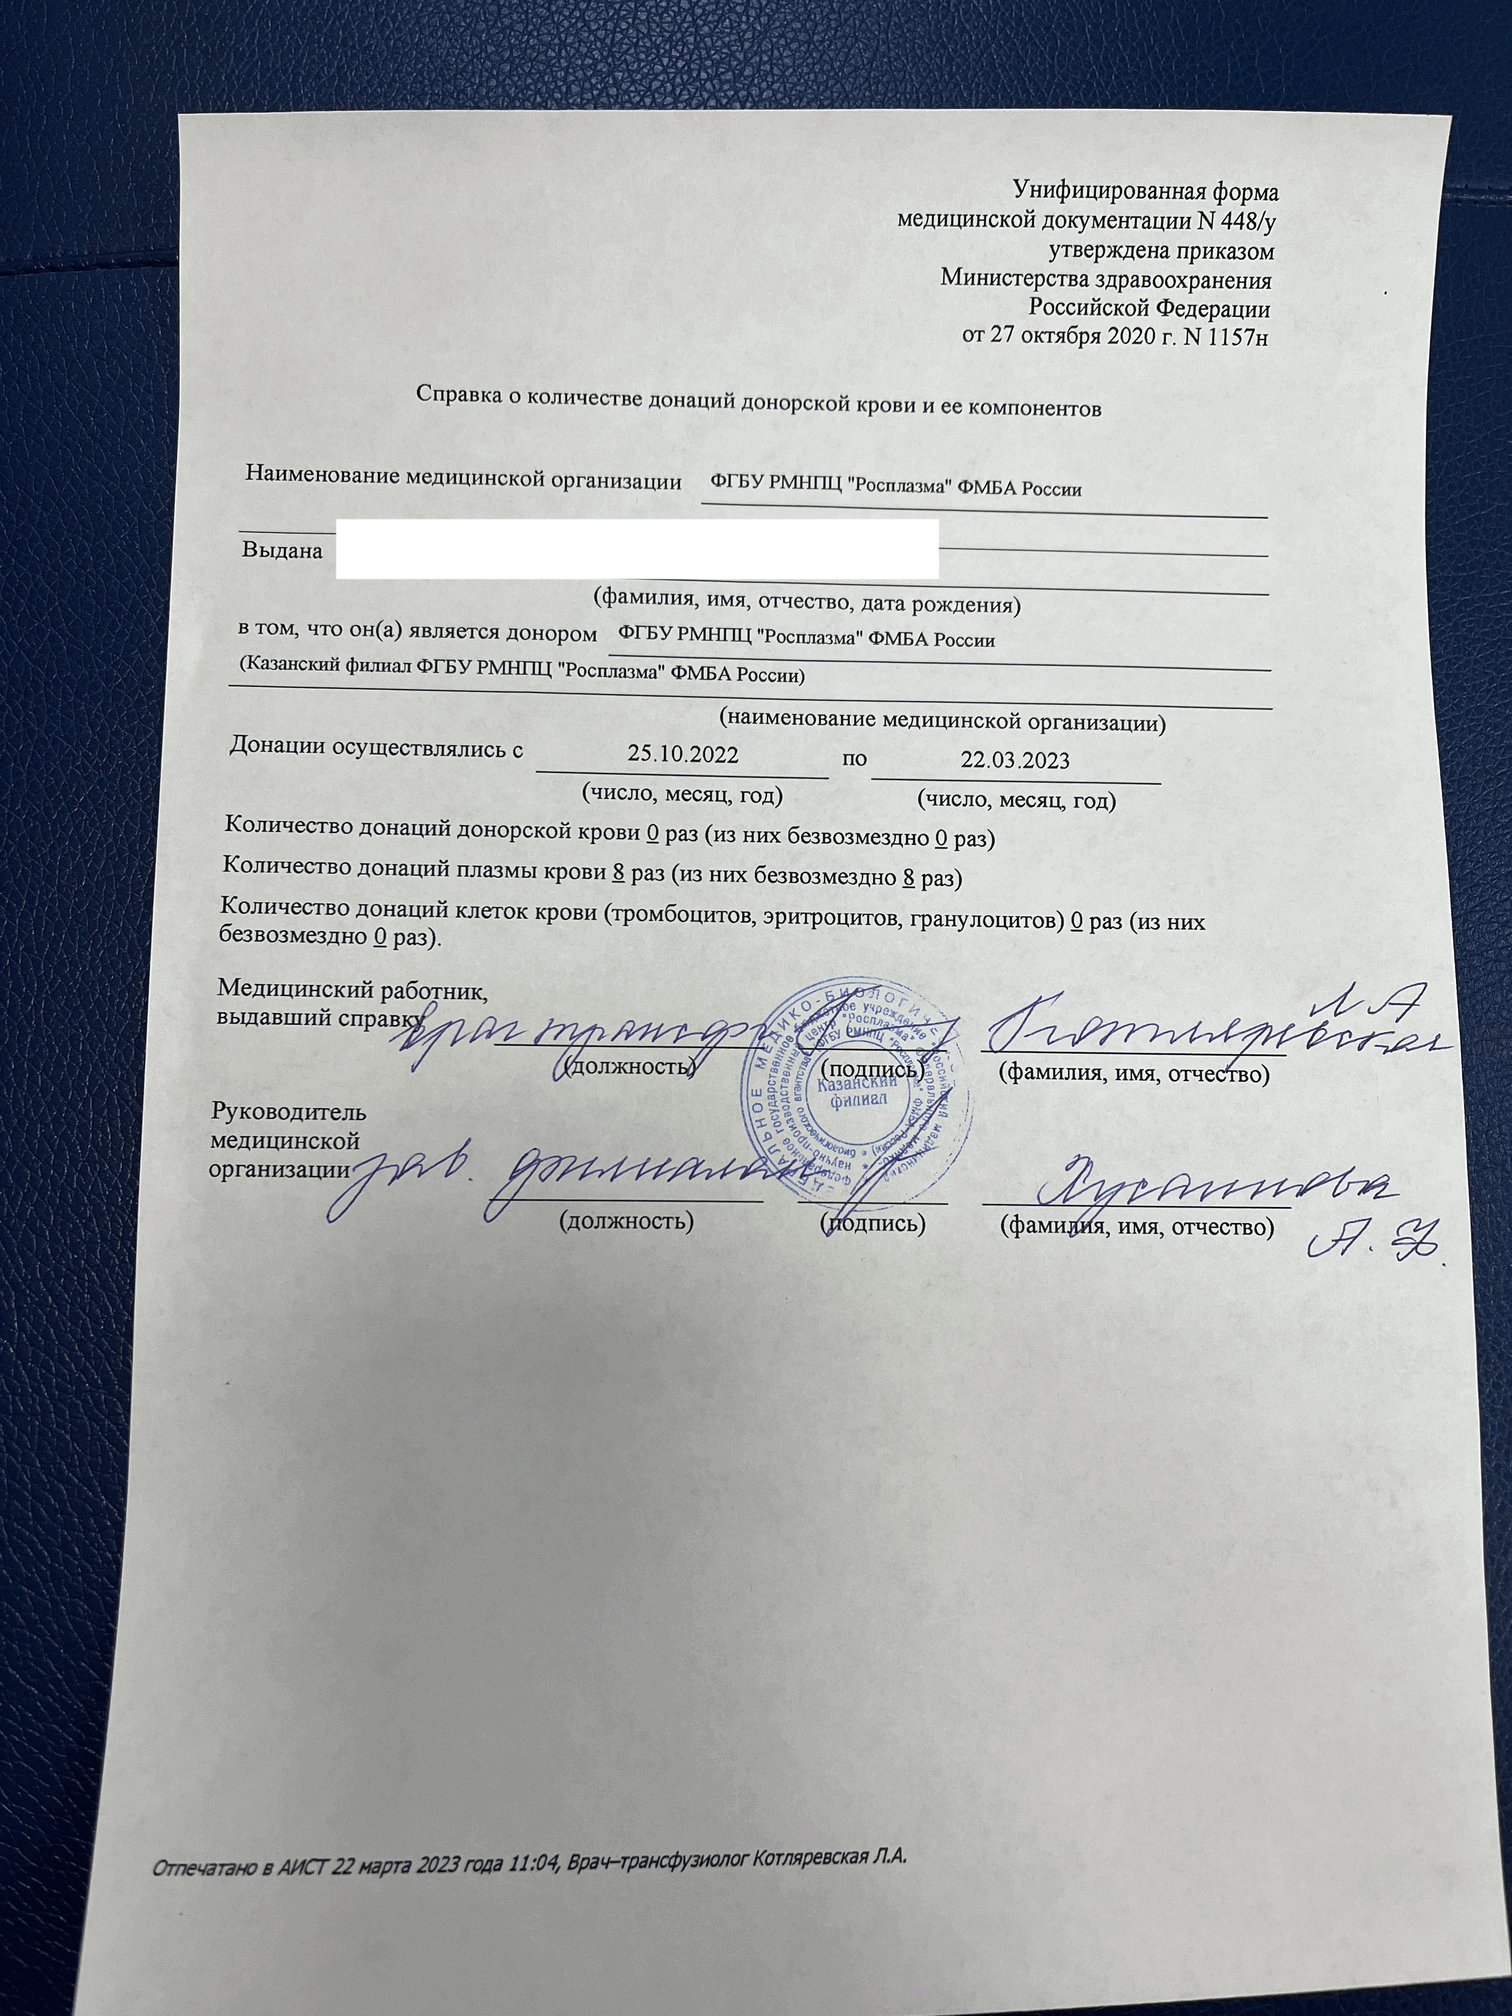 Унифицированная форма
медицинской документации N 448/у
утверждена приказом
Министерства здравоохранения
Российской Федерации
от 27 октября 2020 г. N 1157н
Справка о количестве донаций донорской крови и ее компонентов
Наименование медицинской организации ФГБУ РМНПЦ "Росплазма" ФМБА России
Выдана
(фамилия, имя, отчество, дата рождения)
в том, что он(а) является донором ФГБУ РМНПЦ "Росплазма" ФМБА России
(Казанский филиал ФГБУ РМНПЦ "Росплазма" ФМБА России)
(наименование медицинской организации)
Донации осуществлялись с 25.10.2022 по 22.03.2023
(число, месяц, год) (число, месяц, год)
Количество донаций донорской крови 0 раз (из них безвозмездно 0 раз)
Количество донаций плазмы крови 8 раз (из них безвозмездно 8 раз)
Количество донаций клеток крови (тромбоцитов, эритроцитов, гранулоцитов) 0 раз (из них
безвозмездно 0 раз).
Медицинский работник, Л А
выдавший справку врач трансф Котляревская
(должность) (подпись) (фамилия, имя, отчество)
Казанский
филиал
Руководитель
медицинской
организации зав. филиалом Хусаинова
(должность) (подпись) (фамилия, имя, отчество) А.
Отпечатано в АИСТ 22 марта 2023 года 11:04, Врач–трансфузиолог Котляревская Л.А.